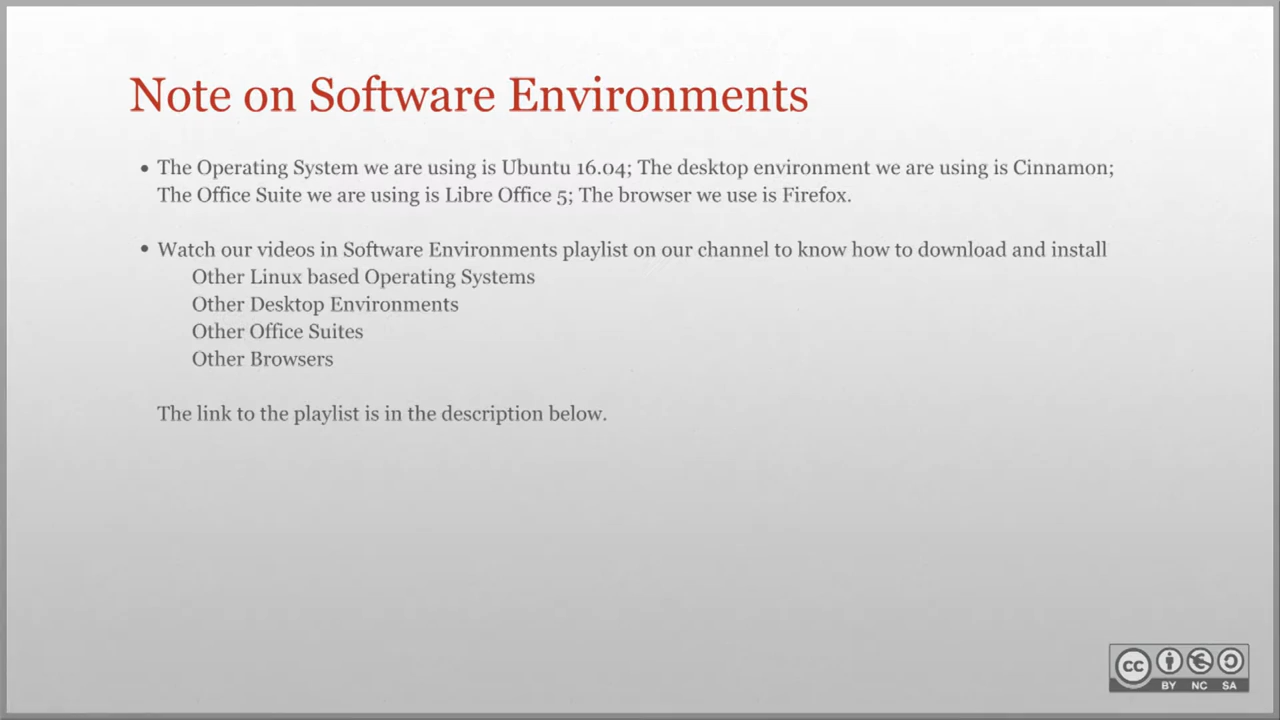 Note on Software Environments
• The Operating System we are using is Ubuntu 16.04; The desktop environment we are using is Cinnamon;
The Office Suite we are using is Libre Office 5; The browser we use is Firefox.
• Watch our videos in Software Environments playlist on our channel to know how to download and install
Other Linux based Operating Systems
Other Desktop Environments
Other Office Suites
Other Browsers
The link to the playlist is in the description below.
cc
BY NC SA